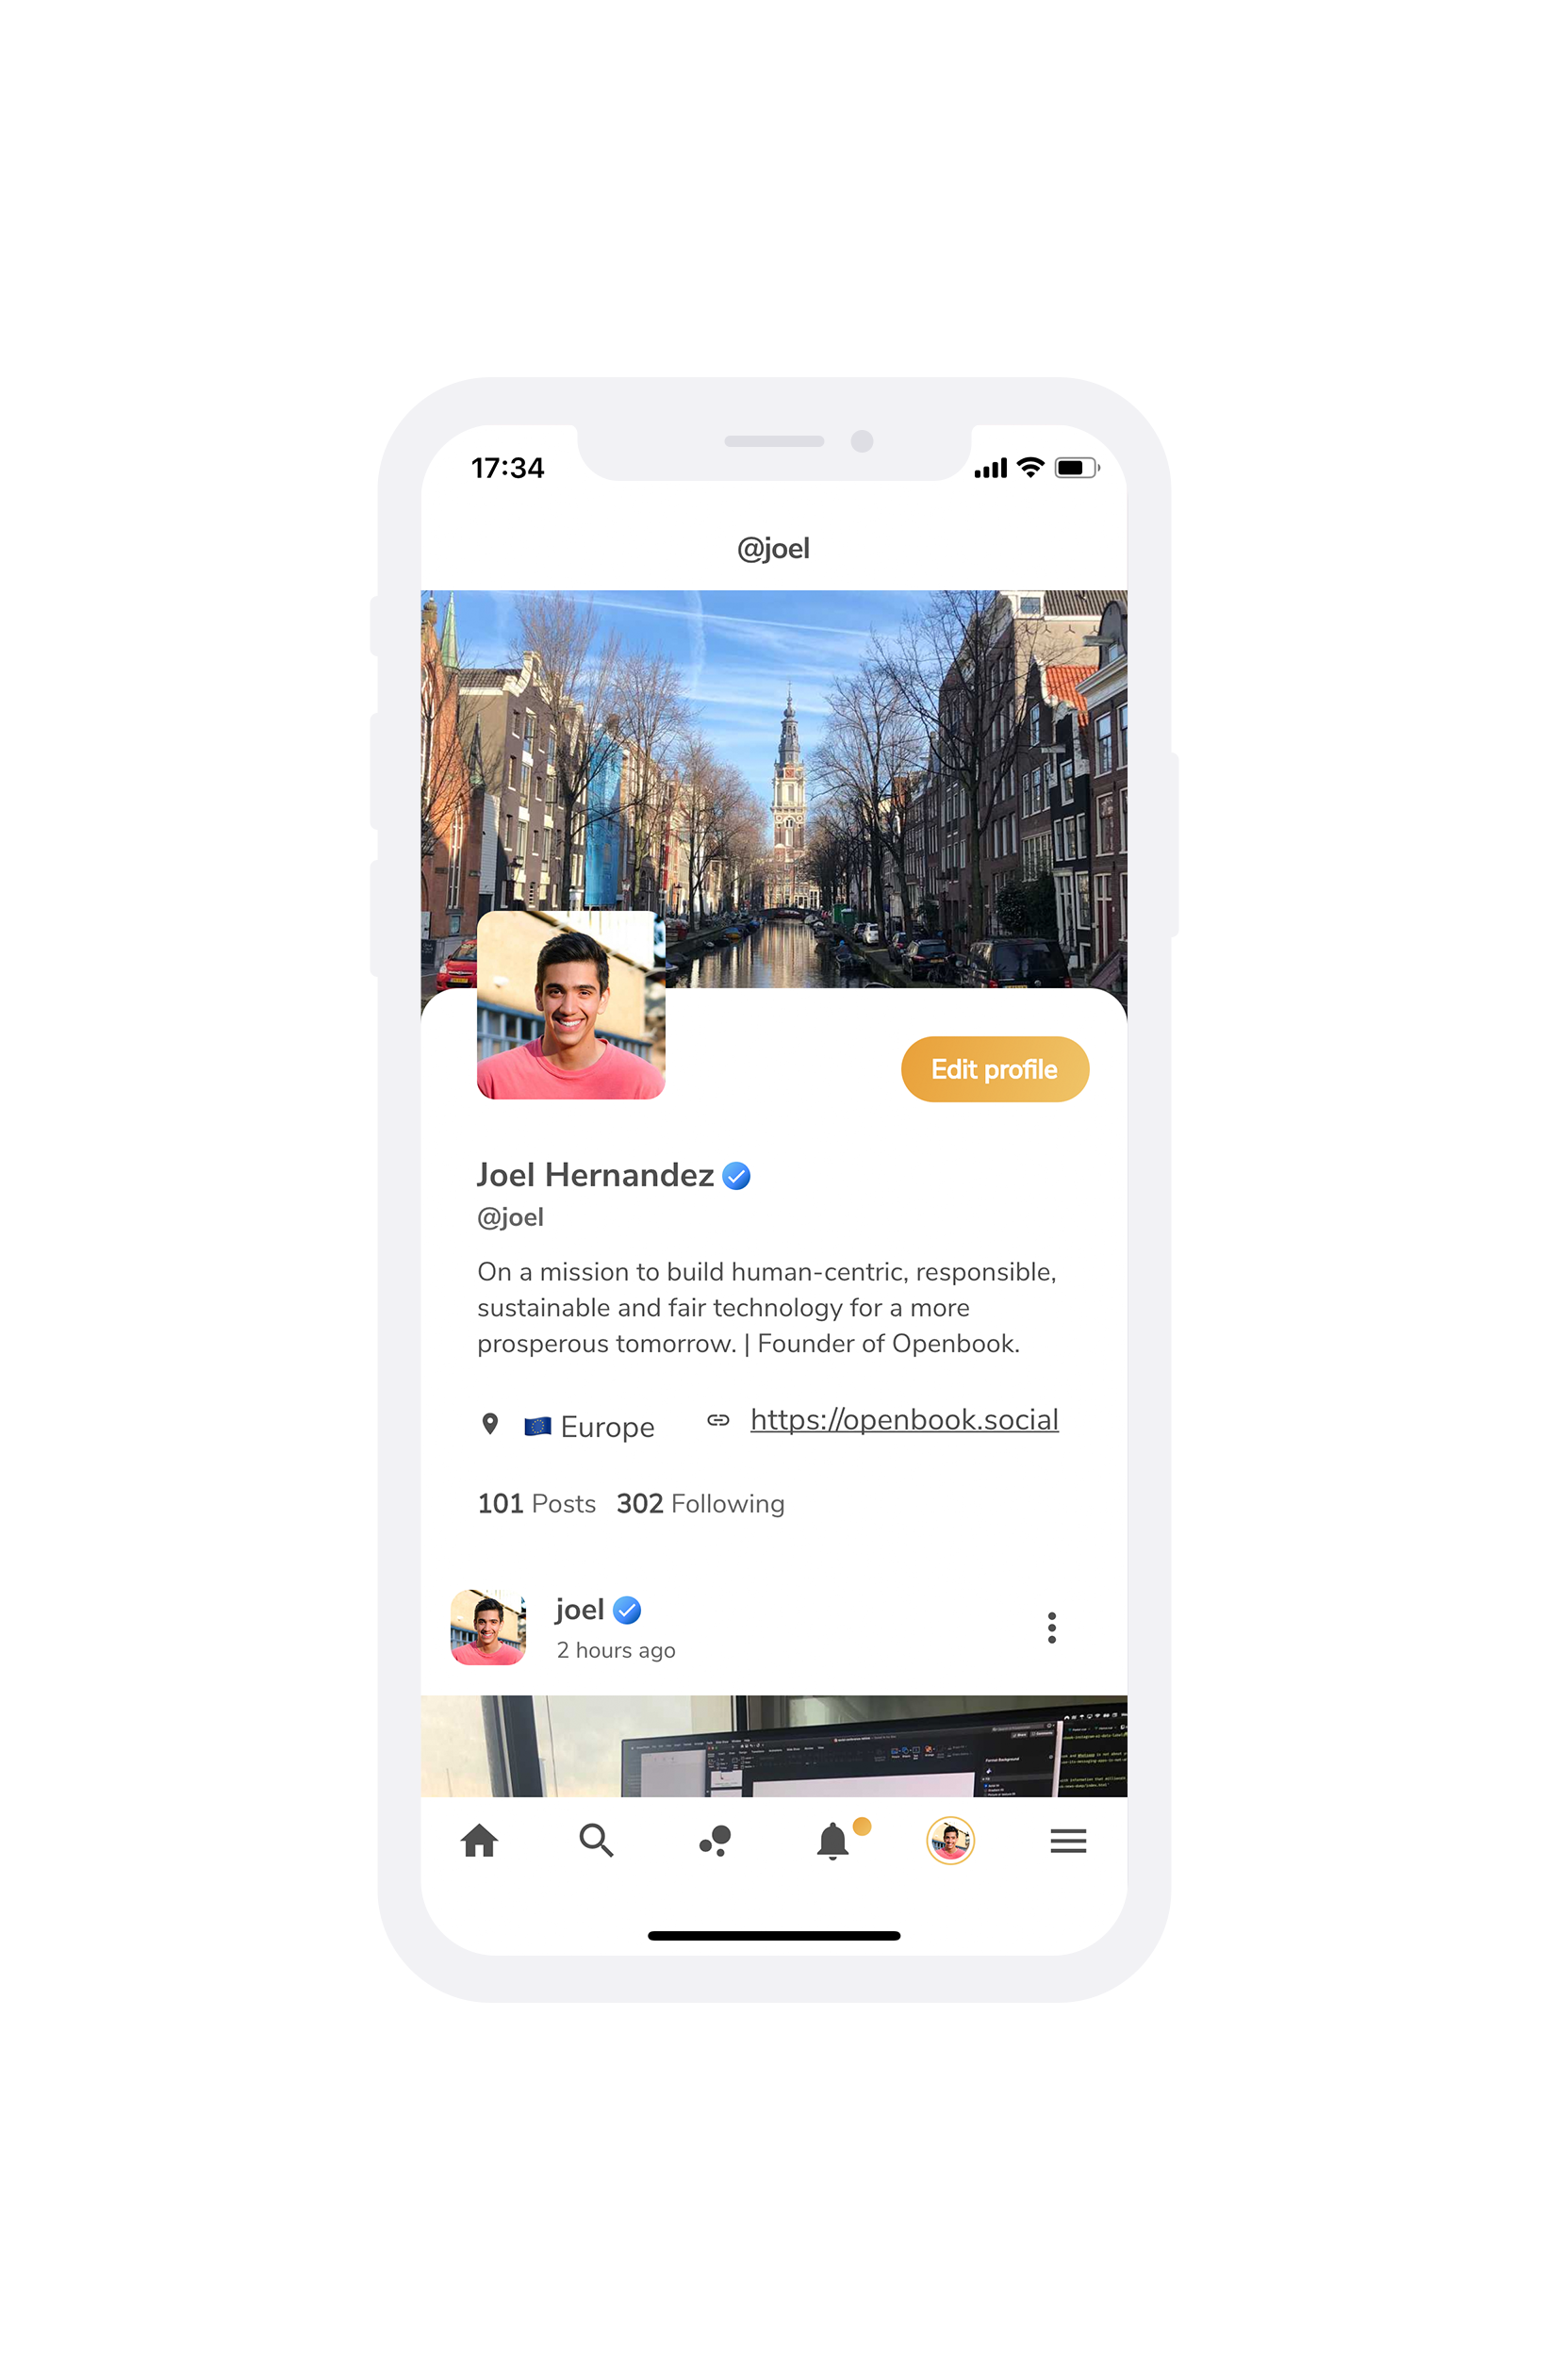 17:34
@joel
Edit profile
Joel Hernandez
@joel
On a mission to build human-centric, responsible,
sustainable and fair technology for a more
prosperous tomorrow. | Founder of Openbook.
🇪🇺 Europe https://openbook.social
101 Posts 302 Following
joel
2 hours ago
Format Background